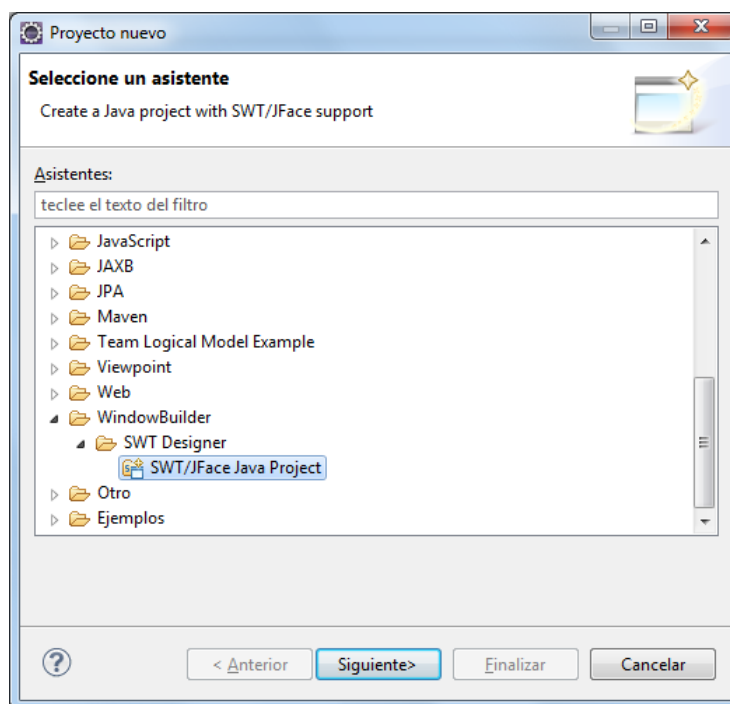 Proyecto nuevo
Seleccione un asistente
Create a Java project with SWT/JFace support
Asistentes:
teclee el texto del filtro
JavaScript
JAXB
JPA
Maven
Team Logical Model Example
Viewpoint
Web
WindowBuilder
SWT Designer
SWT/JFace Java Project
Otro
Ejemplos
? < Anterior Siguiente> Finalizar Cancelar